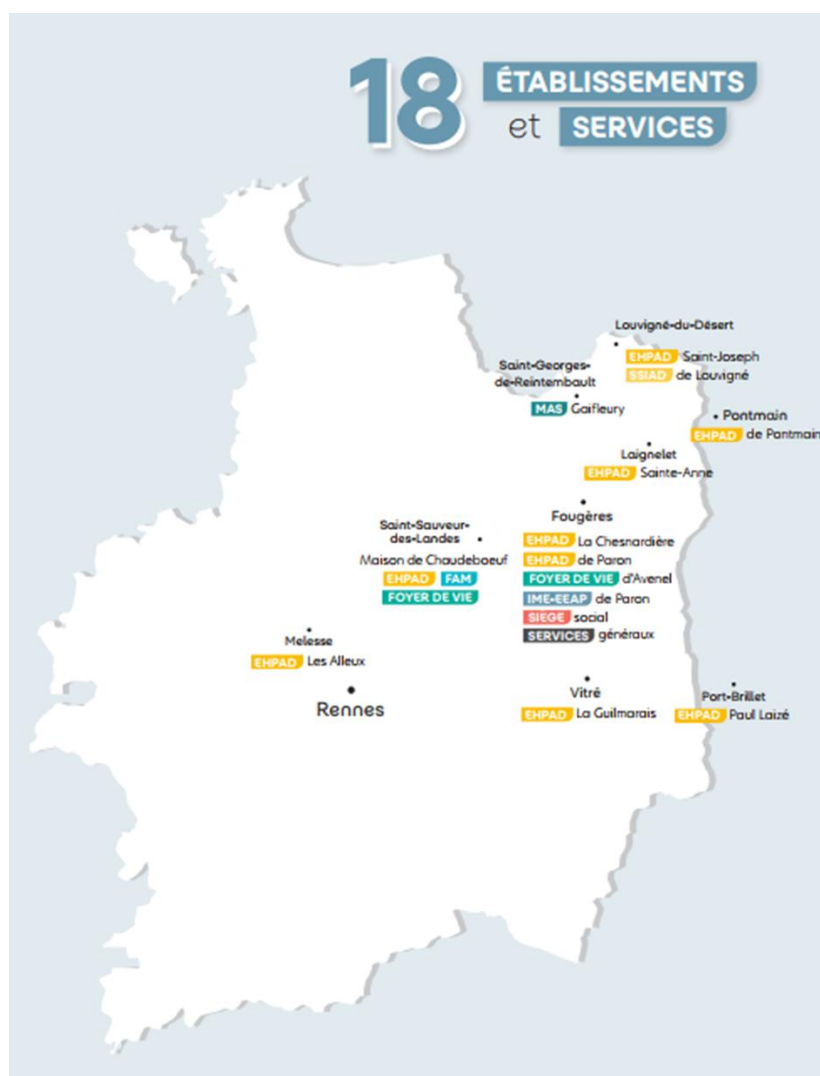 18 ÉTABLISSEMENTS
et SERVICES
Louvigné-du-Désert
EHPAD Saint-Joseph
SSIAD de Louvigné
Saint-Georges-
de-Reintembault
MAS Gaifleury
Pontmain
EHPAD de Pontmain
Laignelet
EHPAD Sainte-Anne
Fougères
EHPAD La Chesnardière
EHPAD de Paron
FOYER DE VIE d'Avenel
IME-EEAP de Paron
SIÈGE social
SERVICES généraux
Saint-Sauveur-
des-Landes
Maison de Chaudeboeuf
EHPAD FAM
FOYER DE VIE
Melesse
EHPAD Les Alleux
Rennes
Vitré
EHPAD La Guilmarais
Port-Brillet
EHPAD Paul Laizé